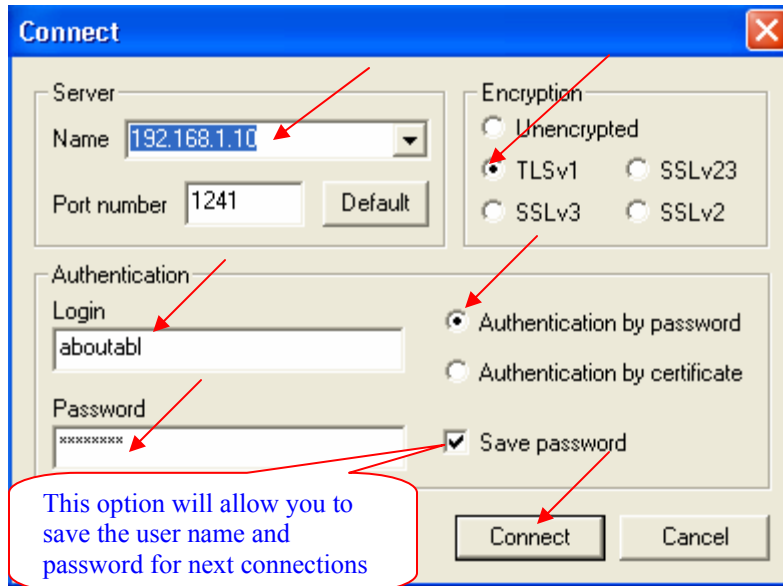 Connect
Server
Name 192.168.1.10
Port number 1241 Default
Encryption
Unencrypted
TLSv1 SSLv23
SSLv3 SSLv2
Authentication
Login
aboutabl
Authentication by password
Authentication by certificate
Password
××××××××
Save password
This option will allow you to
save the user name and
password for next connections
Connect Cancel